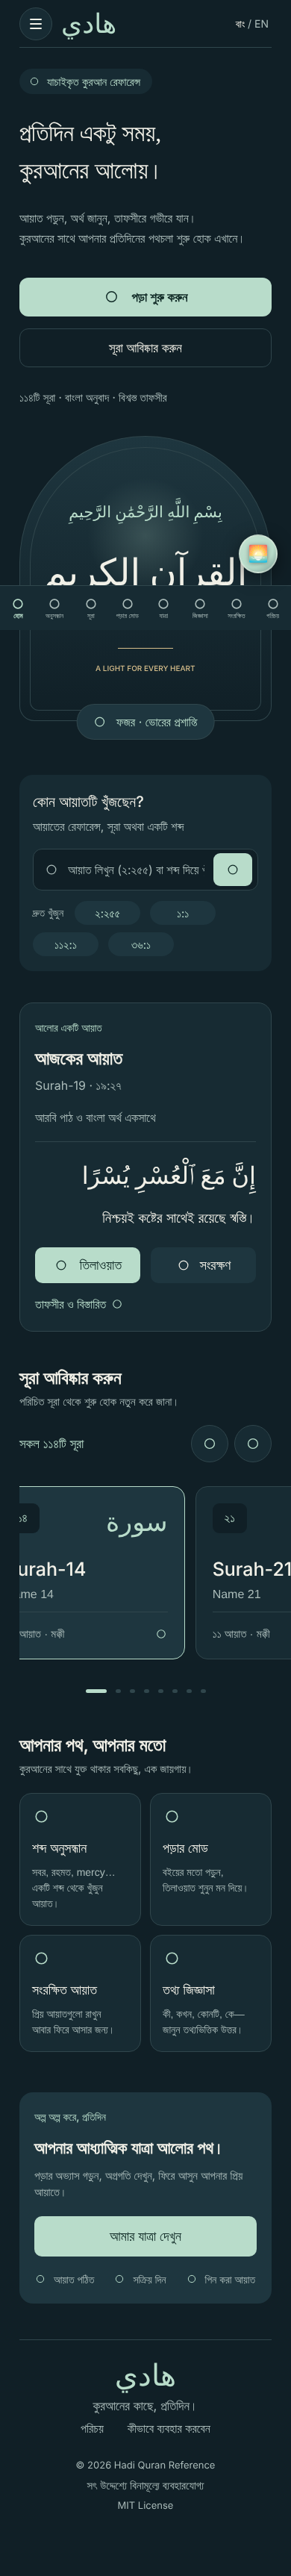 هادي
বাং / EN
যাচাইকৃত কুরআন রেফারেন্স
প্রতিদিন একটু সময়,
কুরআনের আলোয়।
আয়াত পড়ুন, অর্থ জানুন, তাফসীরে গভীরে যান।
কুরআনের সাথে আপনার প্রতিদিনের পথচলা শুরু হোক এখানে।
পড়া শুরু করুন
সূরা আবিষ্কার করুন
১১৪টি সূরা · বাংলা অনুবাদ · বিশ্বস্ত তাফসীর
بِسْمِ اللَّهِ الرَّحْمَٰنِ الرَّحِيمِ
القرآن الكريم
হোম
অনুসন্ধান
সূরা
পড়ার মোড
যাত্রা
জিজ্ঞাসা
সংরক্ষিত
পরিচয়
A LIGHT FOR EVERY HEART
ফজর · ভোরের প্রশান্তি
কোন আয়াতটি খুঁজছেন?
আয়াতের রেফারেন্স, সূরা অথবা একটি শব্দ
আয়াত লিখুন (২:২৫৫) বা শব্দ দিয়ে
দ্রুত খুঁজুন
২:২৫৫
১:১
১১২:১
৩৬:১
আলোর একটি আয়াত
আজকের আয়াত
Surah-19 · ১৯:২৭
আরবি পাঠ ও বাংলা অর্থ একসাথে
إِنَّ مَعَ ٱلْعُسْرِ يُسْرًا
নিশ্চয়ই কষ্টের সাথেই রয়েছে স্বস্তি।
তিলাওয়াত
সংরক্ষণ
তাফসীর ও বিস্তারিত
সূরা আবিষ্কার করুন
পরিচিত সূরা থেকে শুরু হোক নতুন করে জানা।
সকল ১১৪টি সূরা
১৪
سورة
২১
urah-14
Surah-21
ame 14
Name 21
আয়াত · মক্কী
১১ আয়াত · মক্কী
আপনার পথ, আপনার মতো
কুরআনের সাথে যুক্ত থাকার সবকিছু, এক জায়গায়।
শব্দ অনুসন্ধান
সবর, রহমত, mercy…
একটি শব্দ থেকে খুঁজুন
আয়াত।
পড়ার মোড
বইয়ের মতো পড়ুন,
তিলাওয়াত শুনুন মন দিয়ে।
সংরক্ষিত আয়াত
প্রিয় আয়াতগুলো রাখুন
আবার ফিরে আসার জন্য।
তথ্য জিজ্ঞাসা
কী, কখন, কোনটি, কে—
জানুন তথ্যভিত্তিক উত্তর।
অল্প অল্প করে, প্রতিদিন
আপনার আধ্যাত্মিক যাত্রা আলোর পথ।
পড়ার অভ্যাস গড়ুন, অগ্রগতি দেখুন, ফিরে আসুন আপনার প্রিয়
আয়াতে।
আমার যাত্রা দেখুন
আয়াত পঠিত
সক্রিয় দিন
পিন করা আয়াত
هادي
কুরআনের কাছে, প্রতিদিন।
পরিচয়
কীভাবে ব্যবহার করবেন
© 2026 Hadi Quran Reference
সৎ উদ্দেশ্যে বিনামূল্যে ব্যবহারযোগ্য
MIT License